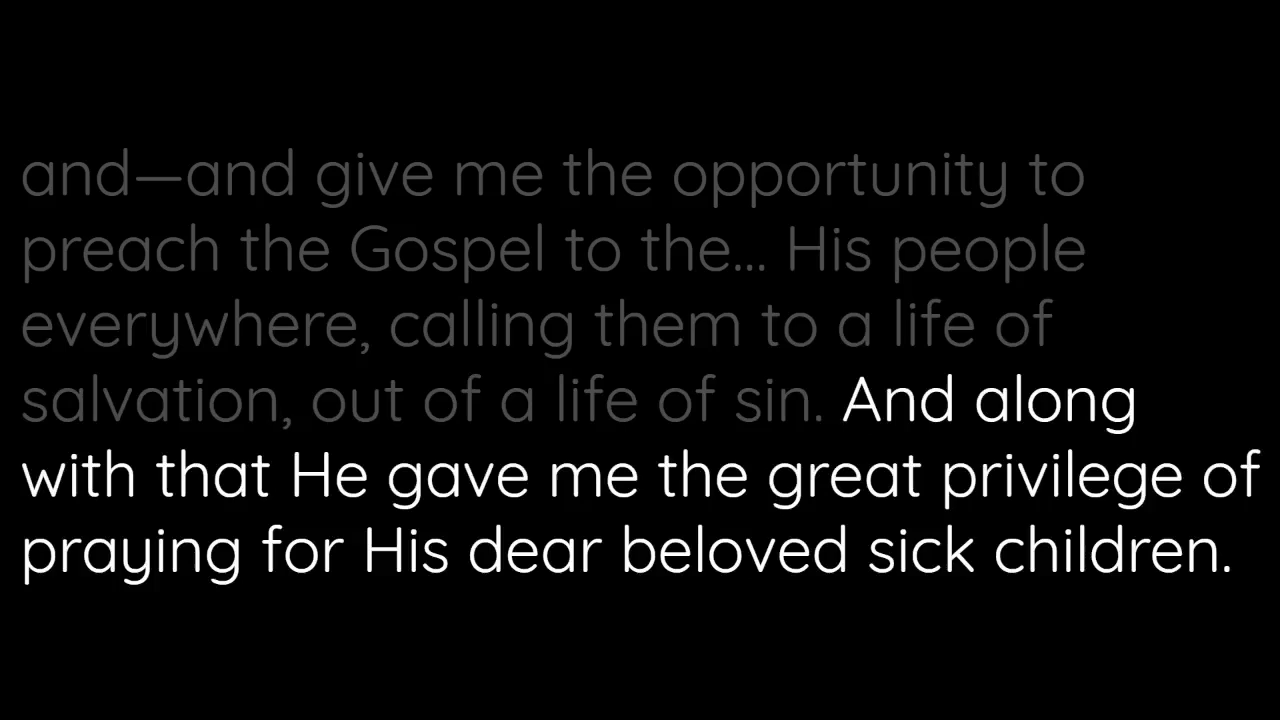 and—and give me the opportunity to
preach the Gospel to the... His people
everywhere, calling them to a life of
salvation, out of a life of sin. And along
with that He gave me the great privilege of
praying for His dear beloved sick children.